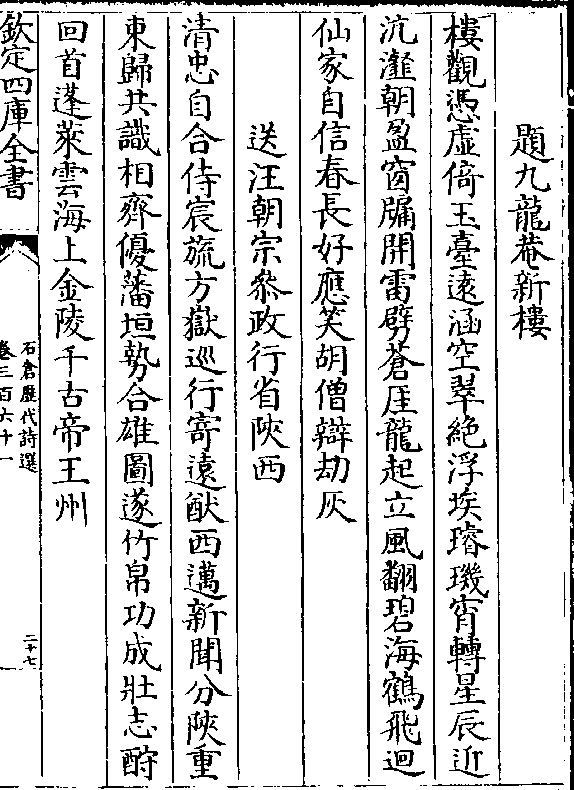 題九龍菴新樓
樓觀憑虛倚玉臺遠涵空翠絶浮埃璿璣宵轉星辰近
沆瀣朝盈窗牖開雷劈蒼厓龍起立風翻碧海鶴飛迴
仙家自信春長好應笑胡僧辯劫灰
送汪朝宗叅政行省陝西
清忠自合侍宸旒方嶽巡行寄遠猷西邁新聞分陜重
東歸共識相齊優藩垣勢合雄圖遂竹帛功成壯志酧
回首蓬萊雲海上金陵千古帝王州
欽定四庫全書
石倉歷代詩選
卷三百六十一
二十七